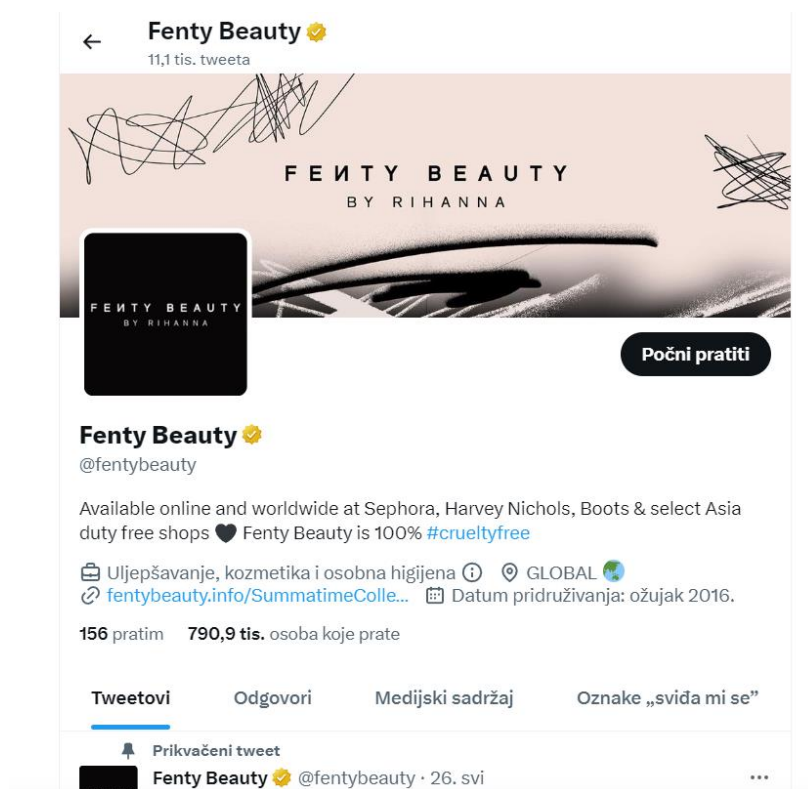 Fenty Beauty
11,1 tis. tweeta
FEИTY BEAUTY
BY RIHANNA
FEИTY BEAUTY
BY RIHANNA
Počni pratiti
Fenty Beauty
@fentybeauty
Available online and worldwide at Sephora, Harvey Nichols, Boots & select Asia
duty free shops 🖤 Fenty Beauty is 100% #crueltyfree
Uljepšavanje, kozmetika i osobna higijena GLOBAL 🌏
fentybeauty.info/SummatimeColle... Datum pridruživanja: ožujak 2016.
156 pratim 790,9 tis. osoba koje prate
Tweetovi Odgovori Medijski sadržaj Oznake „sviđa mi se”
Prikvačeni tweet
Fenty Beauty @fentybeauty · 26. svi